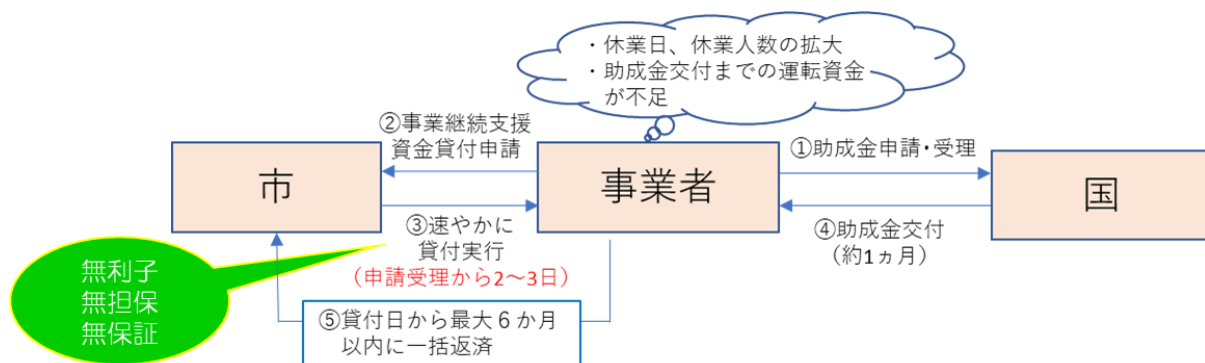 ・休業日、休業人数の拡大
・助成金交付までの運転資金
が不足
②事業継続支援
資金貸付申請
①助成金申請・受理
市
事業者
国
③速やかに
貸付実行
(申請受理から2〜3日)
④助成金交付
(約1ヵ月)
無利子
無担保
無保証
⑤貸付日から最大６か月
以内に一括返済